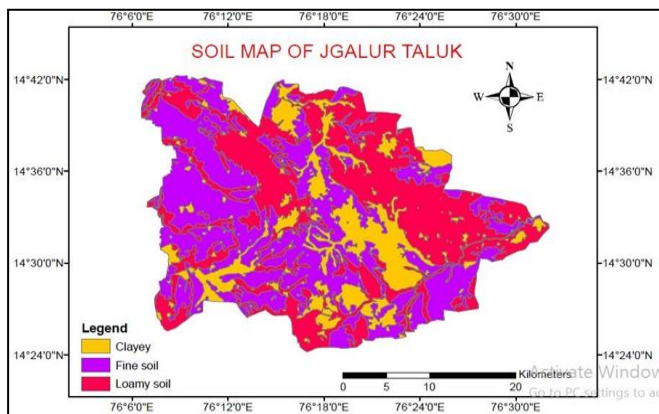 76°6'0"E 76°12'0"E 76°18'0"E 76°24'0"E 76°30'0"E
SOIL MAP OF JGALUR TALUK
N
W E
S
14°42'0"N 14°42'0"N
14°36'0"N 14°36'0"N
14°30'0"N 14°30'0"N
14°24'0"N 14°24'0"N
Legend
Clayey
Fine soil
Loamy soil
Kilometers
0 5 10 20
Activate Window
Go to PC settings to ac
76°6'0"E 76°12'0"E 76°18'0"E 76°24'0"E 76°30'0"E